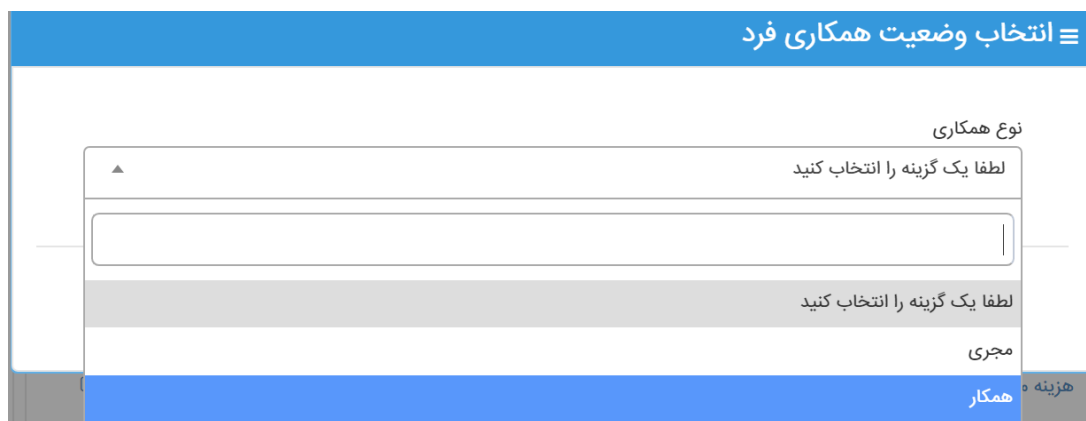 انتخاب وضعیت همکاری فرد
نوع همکاری
لطفا یک گزینه را انتخاب کنید
لطفا یک گزینه را انتخاب کنید
مجری
همکار
هزینه